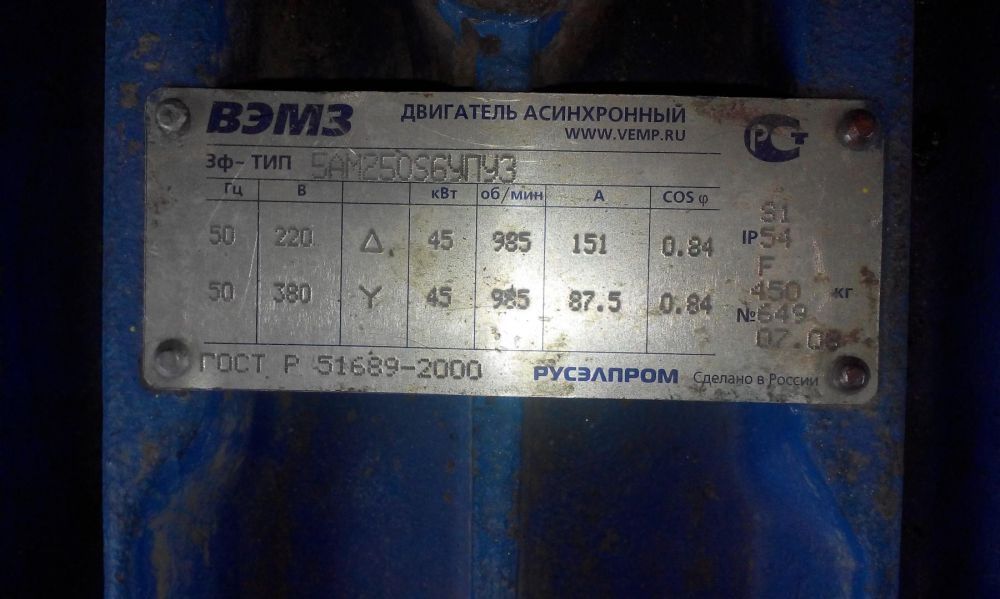 ВЭМЗ
ДВИГАТЕЛЬ АСИНХРОННЫЙ
WWW.VEMP.RU
РСт
3ф- ТИП 5АМ250S6УПУ3
Гц В кВт об/мин А COS φ
50 220 Δ 45 985 151 0.84
50 380 Y 45 985 87.5 0.84
S1
IP54
F
450 кг
№649
ГОСТ Р 51689-2000
РУСЭЛПРОМ Сделано в России